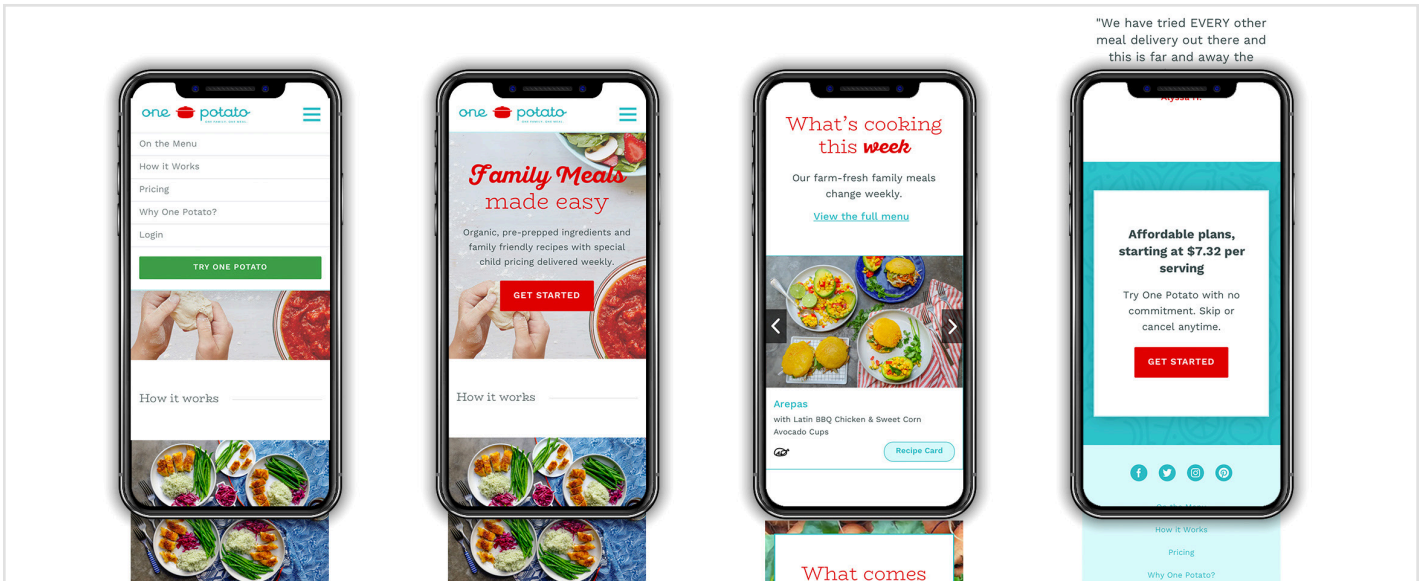 one potato
On the Menu
How it Works
Pricing
Why One Potato?
Login
TRY ONE POTATO
How it works
one potato
Family Meals
made easy
Organic, pre-prepped ingredients and
family friendly recipes with special
child pricing delivered weekly.
GET STARTED
How it works
What's cooking
this week
Our farm-fresh family meals
change weekly.
View the full menu
Arepas
with Latin BBQ Chicken & Sweet Corn
Avocado Cups
Recipe Card
What comes
"We have tried EVERY other
meal delivery out there and
this is far and away the
Alyssa H.
Affordable plans,
starting at $7.32 per
serving
Try One Potato with no
commitment. Skip or
cancel anytime.
GET STARTED
On the Menu
How it Works
Pricing
Why One Potato?